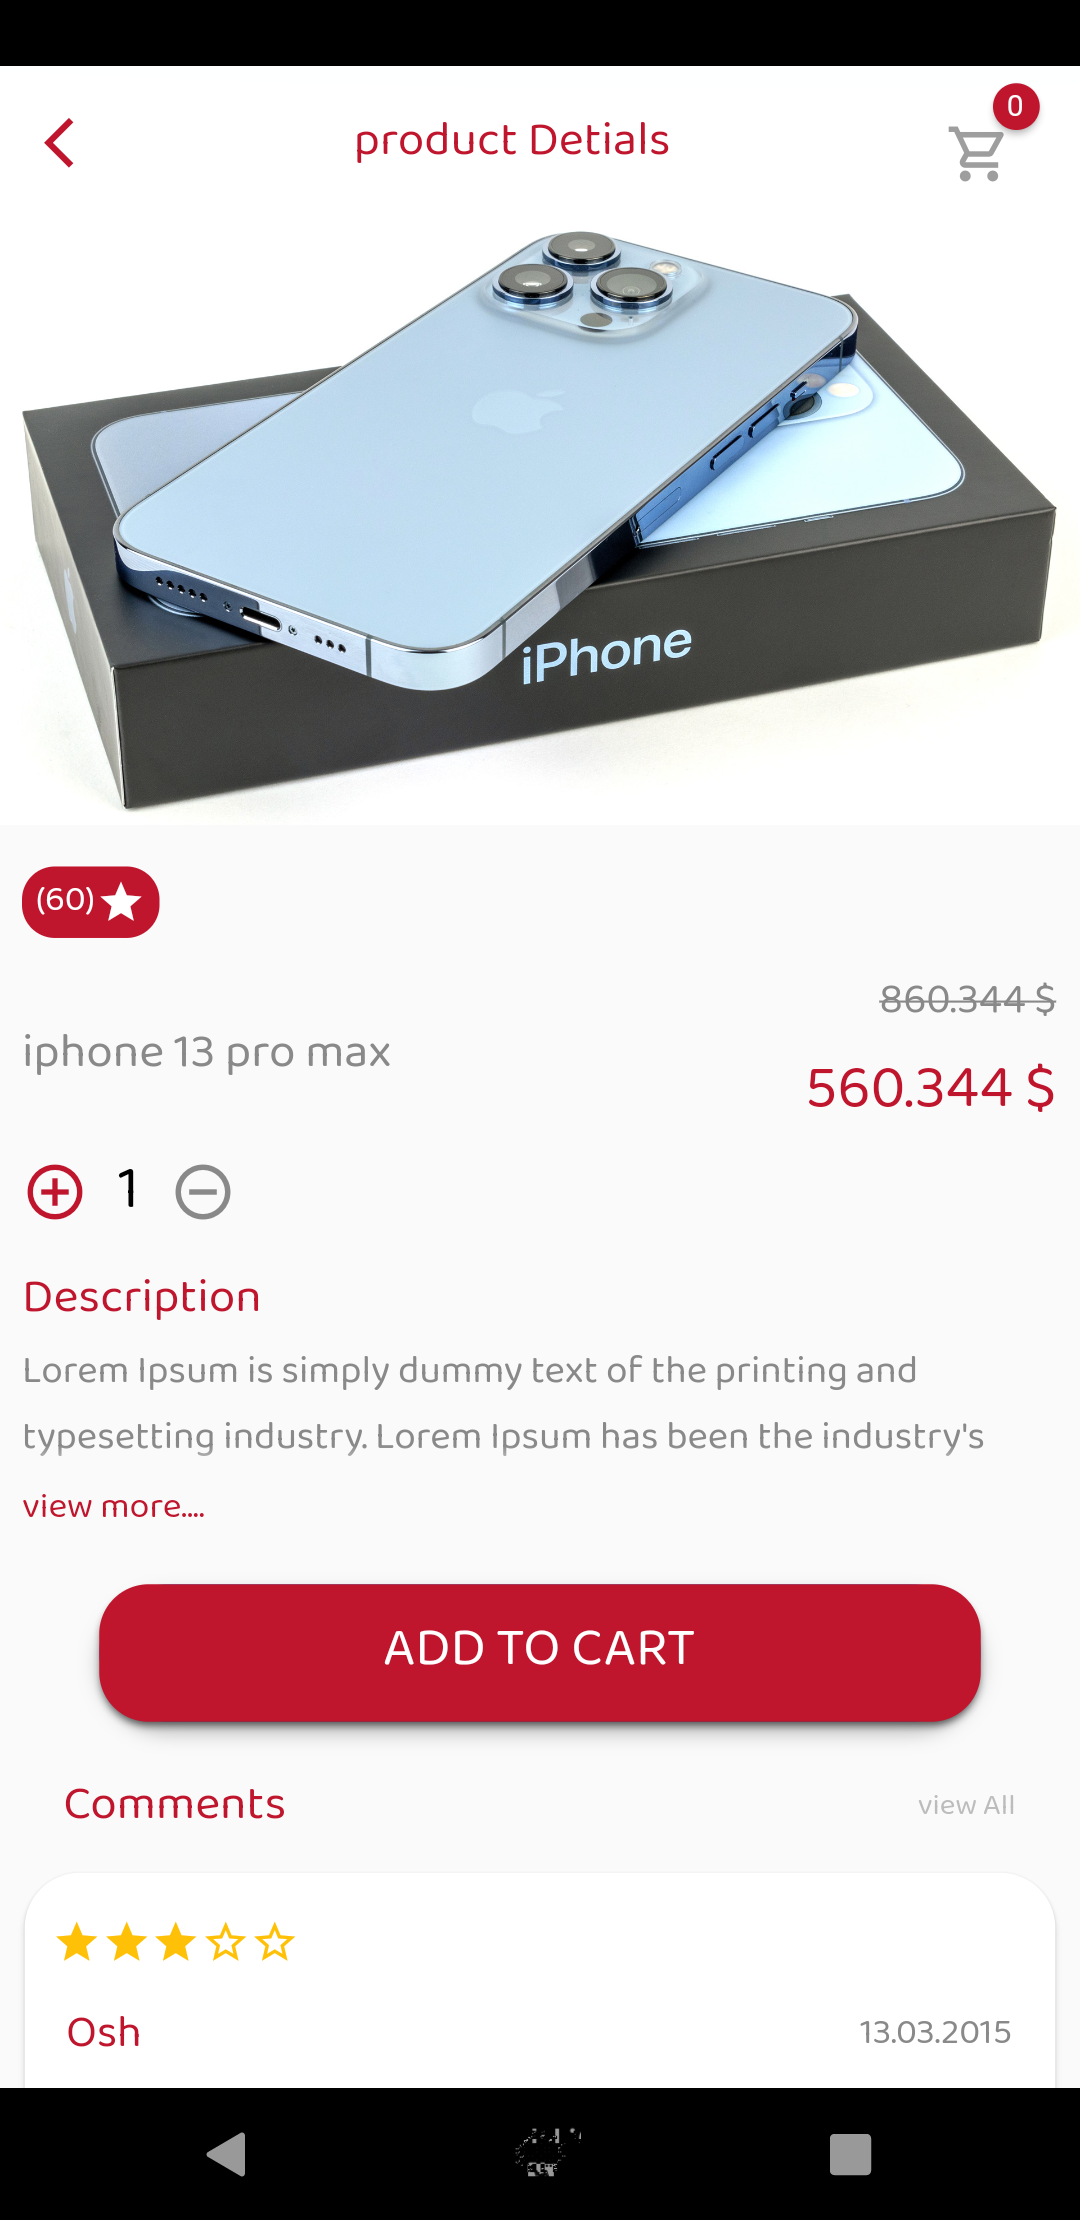 product Detials
0
iPhone
(60)
860.344 $
iphone 13 pro max
560.344 $
1
Description
Lorem Ipsum is simply dummy text of the printing and
typesetting industry. Lorem Ipsum has been the industry's
view more....
ADD TO CART
Comments
view All
Osh
13.03.2015